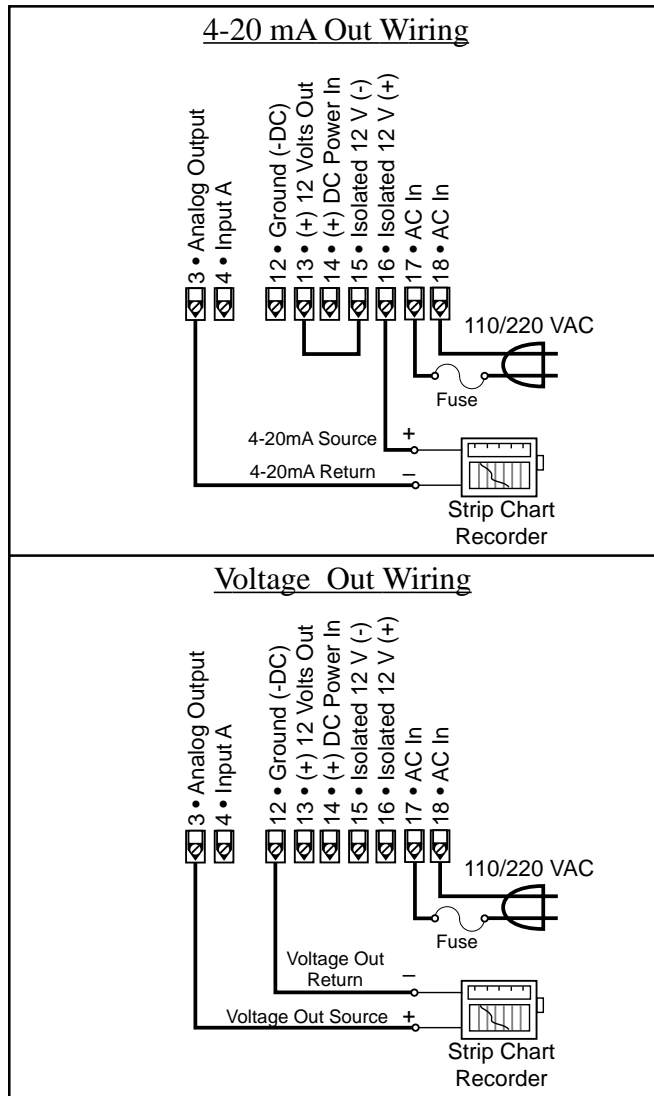 4-20 mA Out Wiring
3 • Analog Output
4 • Input A
12 • Ground (-DC)
13 • (+) 12 Volts Out
14 • (+) DC Power In
15 • Isolated 12 V (-)
16 • Isolated 12 V (+)
17 • AC In
18 • AC In
110/220 VAC
Fuse
4-20mA Source +
4-20mA Return –
Strip Chart
Recorder
Voltage Out Wiring
3 • Analog Output
4 • Input A
12 • Ground (-DC)
13 • (+) 12 Volts Out
14 • (+) DC Power In
15 • Isolated 12 V (-)
16 • Isolated 12 V (+)
17 • AC In
18 • AC In
110/220 VAC
Fuse
Voltage Out
Return –
Voltage Out Source +
Strip Chart
Recorder